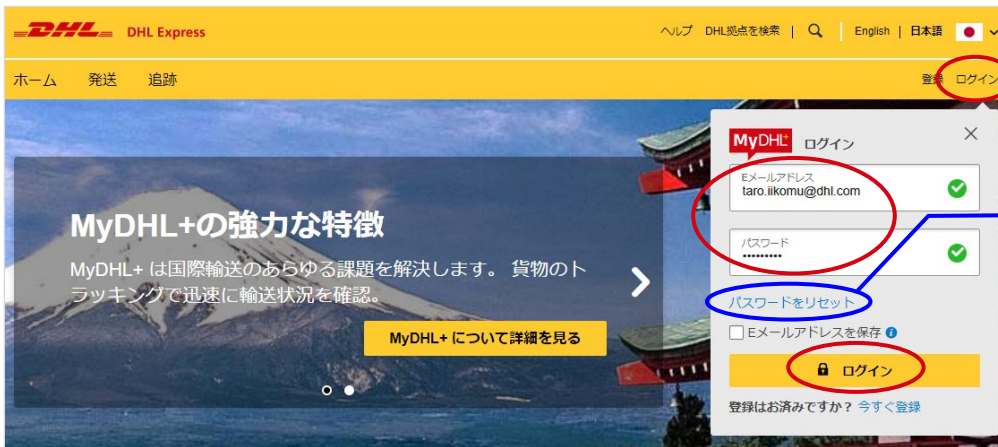 DHL DHL Express
ヘルプ DHL拠点を検索 | English | 日本語
ホーム 発送 追跡
登録 ログイン
MyDHL+ ログイン
Eメールアドレス
taro.iikomu@dhl.com
パスワード
•••••••••
パスワードをリセット
Eメールアドレスを保存
ログイン
登録はお済みですか? 今すぐ登録
MyDHL+の強力な特徴
MyDHL+ は国際輸送のあらゆる課題を解決します。 貨物のト
ラッキングで迅速に輸送状況を確認。
MyDHL+ について詳細を見る